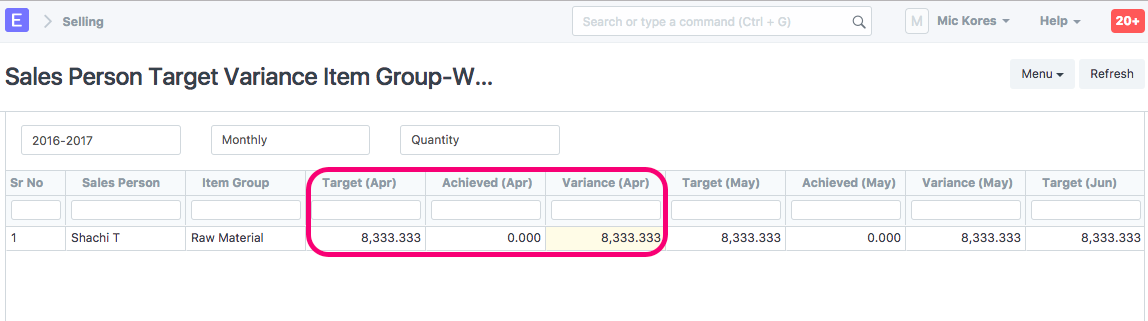 E Selling Search or type a command (Ctrl + G) M Mic Kores Help 20+
Sales Person Target Variance Item Group-W... Menu Refresh
2016-2017 Monthly Quantity
Sr No Sales Person Item Group Target (Apr) Achieved (Apr) Variance (Apr) Target (May) Achieved (May) Variance (May) Target (Jun)
1 Shachi T Raw Material 8,333.333 0.000 8,333.333 8,333.333 0.000 8,333.333 8,333.333